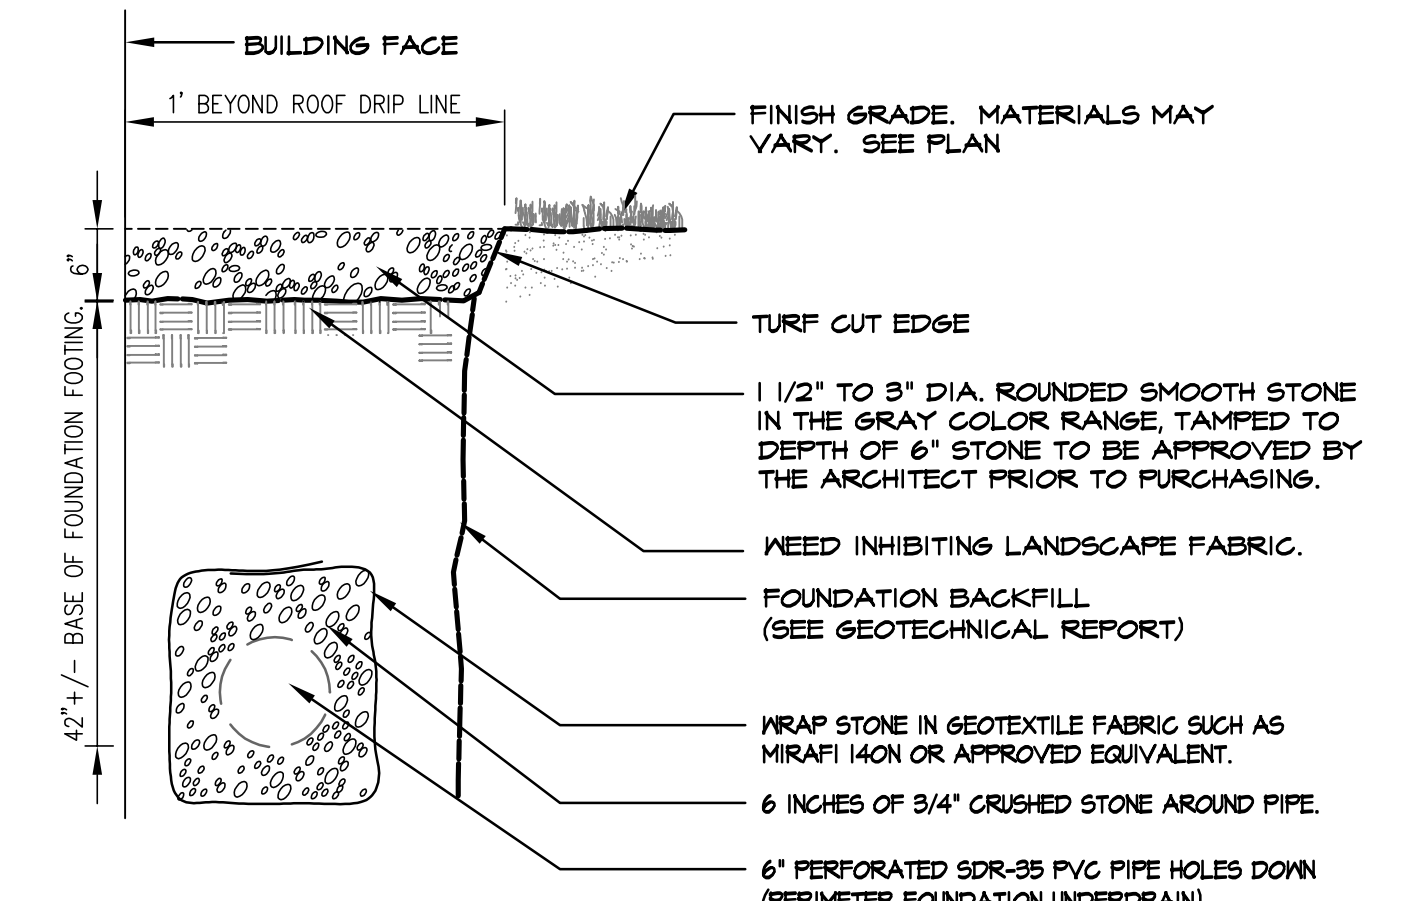 BUILDING FACE
1' BEYOND ROOF DRIP LINE
FINISH GRADE. MATERIALS MAY
VARY. SEE PLAN
6"
TURF CUT EDGE
1 1/2" TO 3" DIA. ROUNDED SMOOTH STONE
IN THE GRAY COLOR RANGE, TAMPED TO
DEPTH OF 6" STONE TO BE APPROVED BY
THE ARCHITECT PRIOR TO PURCHASING.
42"+/- BASE OF FOUNDATION FOOTING.
WEED INHIBITING LANDSCAPE FABRIC.
FOUNDATION BACKFILL
(SEE GEOTECHNICAL REPORT)
WRAP STONE IN GEOTEXTILE FABRIC SUCH AS
MIRAFI 140N OR APPROVED EQUIVALENT.
6 INCHES OF 3/4" CRUSHED STONE AROUND PIPE.
6" PERFORATED SDR-35 PVC PIPE HOLES DOWN
(PERIMETER FOUNDATION UNDERDRAIN)